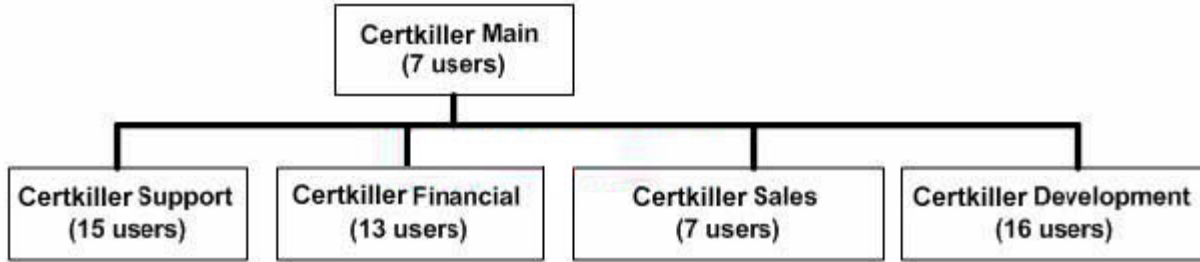 Certkiller Main
(7 users)
Certkiller Support
(15 users)
Certkiller Financial
(13 users)
Certkiller Sales
(7 users)
Certkiller Development
(16 users)